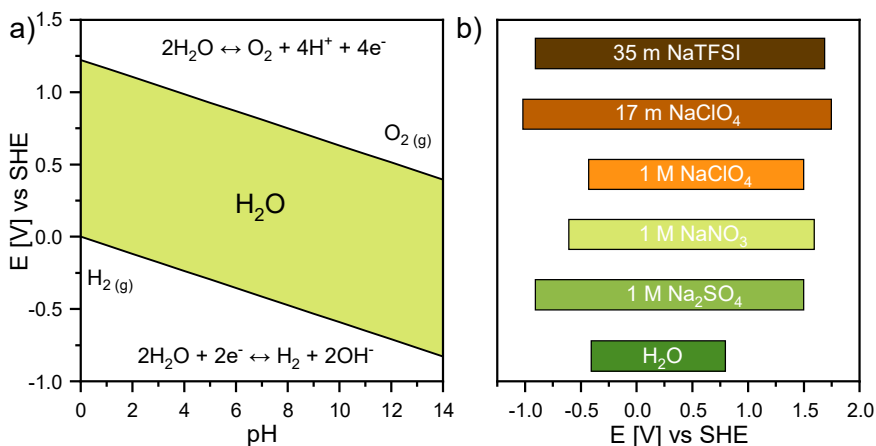 a)
2H₂O ↔ O₂ + 4H⁺ + 4e⁻
O₂ (g)
H₂O
H₂ (g)
2H₂O + 2e⁻ ↔ H₂ + 2OH⁻
E [V] vs SHE
1.5
1.0
0.5
0.0
-0.5
-1.0
0 2 4 6 8 10 12 14
pH
b)
35 m NaTFSI
17 m NaClO₄
1 M NaClO₄
1 M NaNO₃
1 M Na₂SO₄
H₂O
-1.0 -0.5 0.0 0.5 1.0 1.5 2.0
E [V] vs SHE